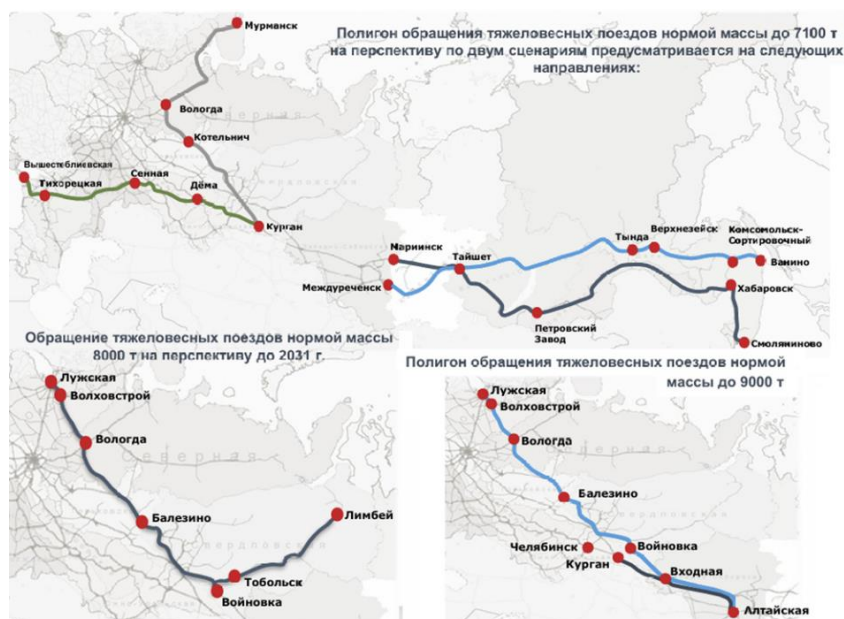 Мурманск
Полигон обращения тяжеловесных поездов нормой массы до 7100 т
на перспективу по двум сценариям предусматривается на следующих
направлениях:
Вологда
Котельнич
Вышестеблиевская
Тихорецкая
Сенная
Дёма
Курган
Мариинск
Тайшет
Междуреченск
Тында
Верхнезейск
Комсомольск-
Сортировочный
Ванино
Хабаровск
Петровский
Завод
Смоляниново
Обращение тяжеловесных поездов нормой массы
8000 т на перспективу до 2031 г.
Лужская
Волховстрой
Вологда
Северная
Балезино
Свердловская
Лимбей
Тобольск
Войновка
Полигон обращения тяжеловесных поездов нормой
массы до 9000 т
Лужская
Волховстрой
Вологда
Балезино
Челябинск
Войновка
Курган
Входная
Алтайская